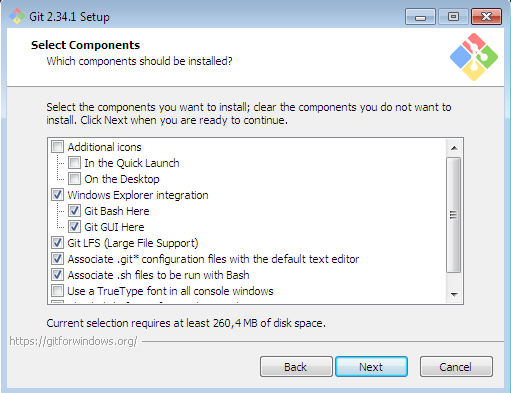 Git 2.34.1 Setup
Select Components
Which components should be installed?
Select the components you want to install; clear the components you do not want to
install. Click Next when you are ready to continue.
Additional icons
In the Quick Launch
On the Desktop
Windows Explorer integration
Git Bash Here
Git GUI Here
Git LFS (Large File Support)
Associate .git* configuration files with the default text editor
Associate .sh files to be run with Bash
Use a TrueType font in all console windows
Current selection requires at least 260,4 MB of disk space.
https://gitforwindows.org/
Back
Next
Cancel